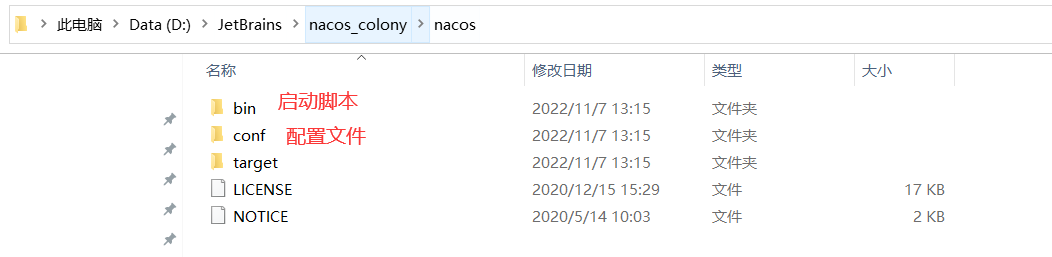 此电脑 > Data (D:) > JetBrains > nacos_colony > nacos
名称 修改日期 类型 大小
bin 启动脚本 2022/11/7 13:15 文件夹
conf 配置文件 2022/11/7 13:15 文件夹
target 2022/11/7 13:15 文件夹
LICENSE 2020/12/15 15:29 文件 17 KB
NOTICE 2020/5/14 10:03 文件 2 KB